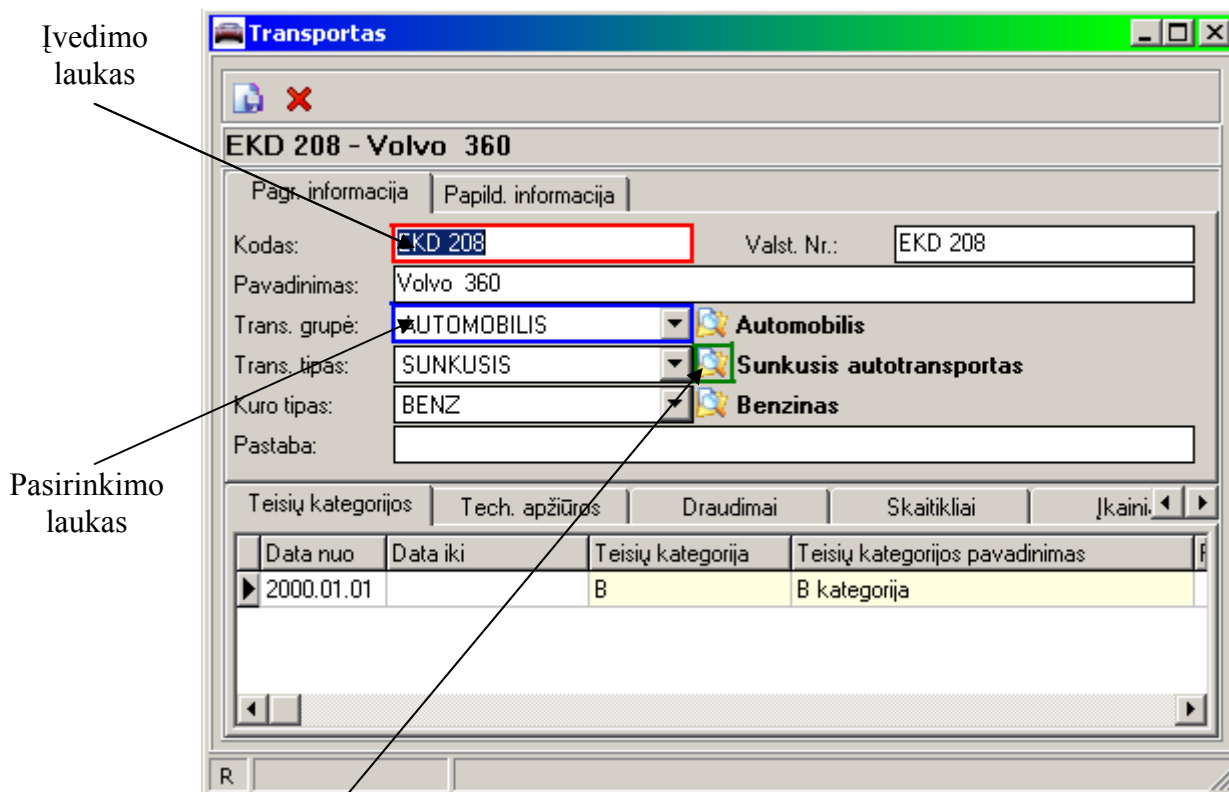 Įvedimo
laukas
Transportas
EKD 208 - Volvo 360
Pagr. informacija Papild. informacija
Kodas: EKD 208 Valst. Nr.: EKD 208
Pavadinimas: Volvo 360
Trans. grupė: AUTOMOBILIS Automobilis
Trans. tipas: SUNKUSIS Sunkusis autotransportas
Kuro tipas: BENZ Benzinas
Pastaba:
Pasirinkimo
laukas
Teisių kategorijos Tech. apžiūros Draudimai Skaitikliai
Data nuo Data iki Teisių kategorija Teisių kategorijos pavadinimas
2000.01.01 B B kategorija
R